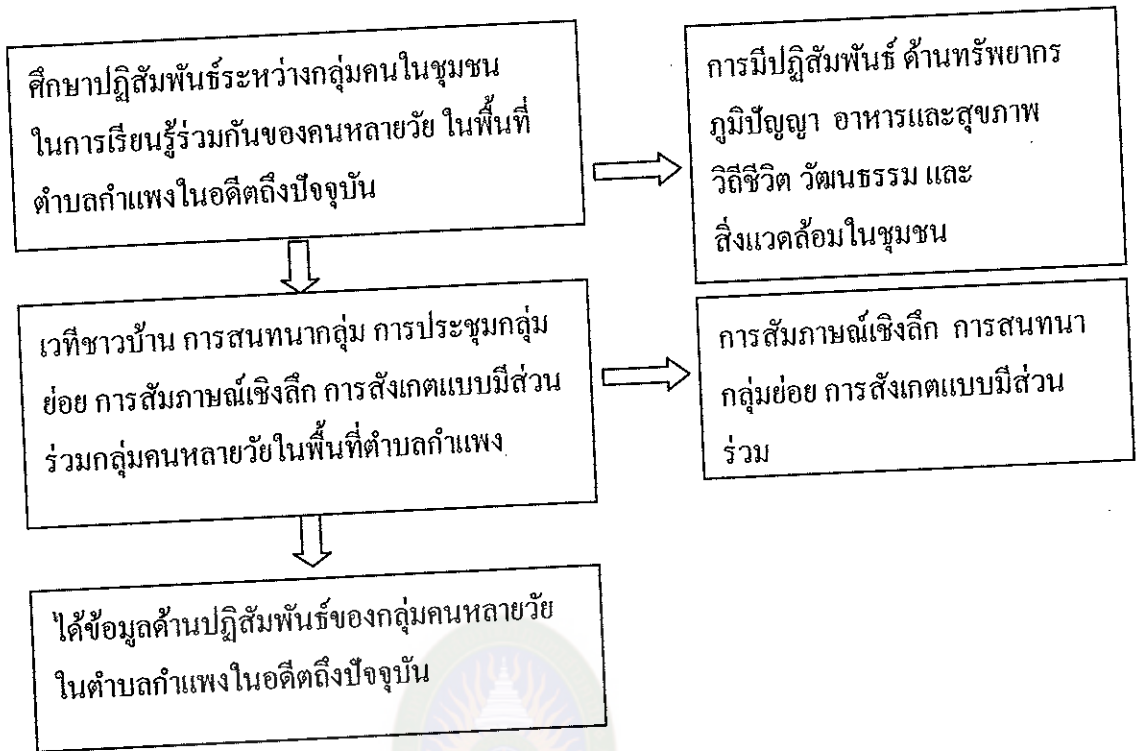 ศึกษาปฏิสัมพันธ์ระหว่างกลุ่มคนในชุมชน
ในการเรียนรู้ร่วมกันของคนหลายวัย ในพื้นที่
ตำบลกำแพงในอดีตถึงปัจจุบัน
การมีปฏิสัมพันธ์ ด้านทรัพยากร
ภูมิปัญญา อาหารและสุขภาพ
วิถีชีวิต วัฒนธรรม และ
สิ่งแวดล้อมในชุมชน
เวทีชาวบ้าน การสนทนากลุ่ม การประชุมกลุ่ม
ย่อย การสัมภาษณ์เชิงลึก การสังเกตแบบมีส่วน
ร่วมกลุ่มคนหลายวัยในพื้นที่ตำบลกำแพง
การสัมภาษณ์เชิงลึก การสนทนา
กลุ่มย่อย การสังเกตแบบมีส่วน
ร่วม
ได้ข้อมูลด้านปฏิสัมพันธ์ของกลุ่มคนหลายวัย
ในตำบลกำแพงในอดีตถึงปัจจุบัน